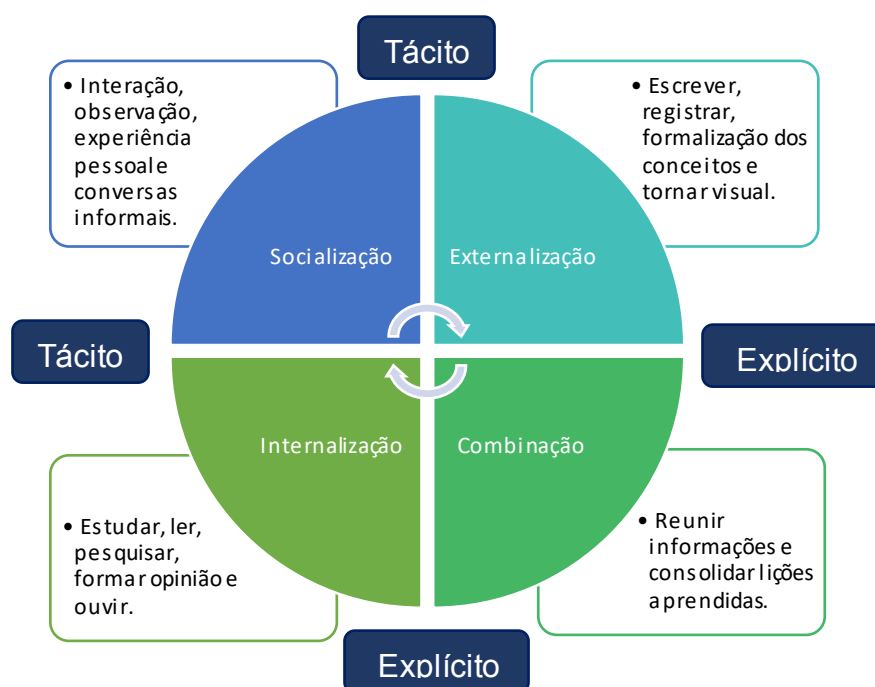 Tácito
• Interação,
observação,
experiência
pessoal e
conversas
informais.
• Escrever,
registrar,
formalização dos
conceitos e
tornar visual.
Socialização
Externalização
Tácito
Explícito
Internalização
Combinação
• Estudar, ler,
pesquisar,
formar opinião e
ouvir.
• Reunir
informações e
consolidar lições
aprendidas.
Explícito